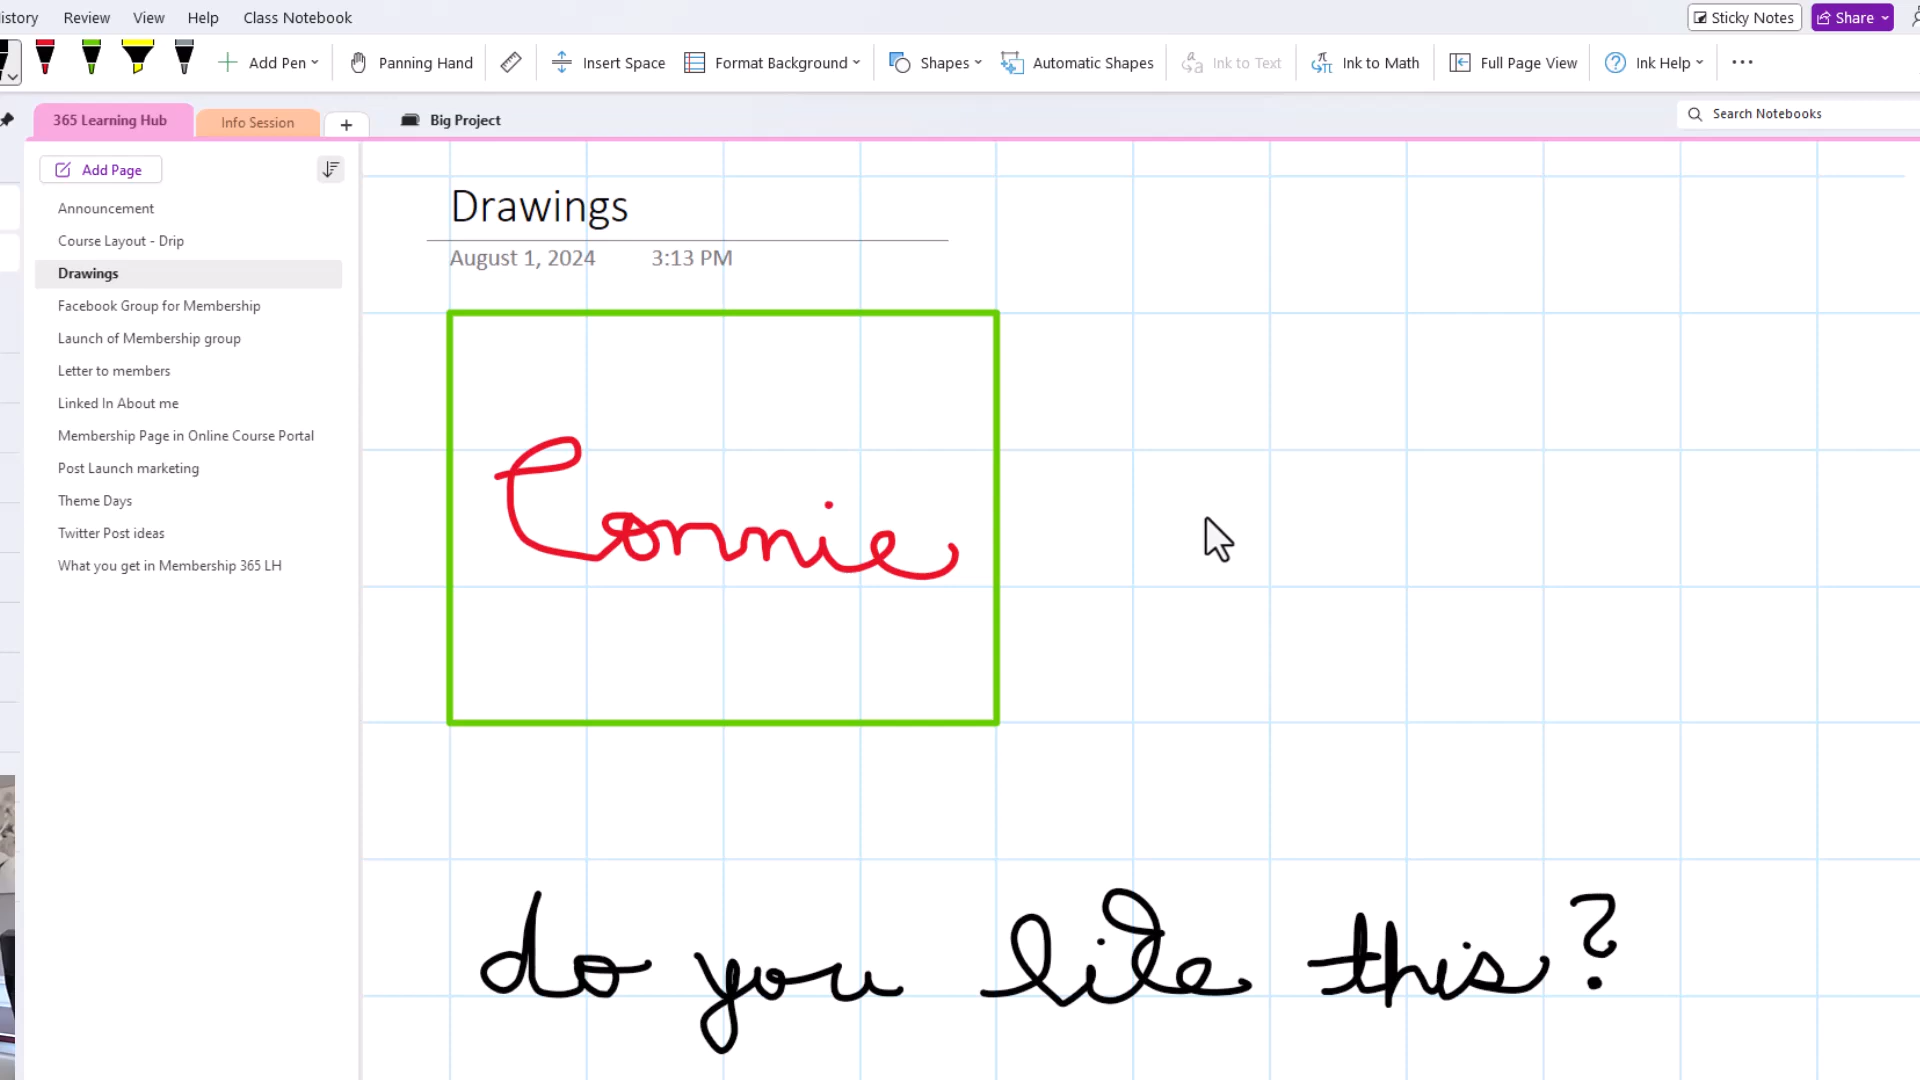 istory Review View Help Class Notebook Sticky Notes Share
Add Pen Panning Hand Insert Space Format Background Shapes Automatic Shapes Ink to Text Ink to Math Full Page View Ink Help
365 Learning Hub Info Session Big Project Search Notebooks
Add Page
Announcement
Course Layout - Drip
Drawings
Facebook Group for Membership
Launch of Membership group
Letter to members
Linked In About me
Membership Page in Online Course Portal
Post Launch marketing
Theme Days
Twitter Post ideas
What you get in Membership 365 LH
Drawings
August 1, 2024 3:13 PM
Connie
do you like this?